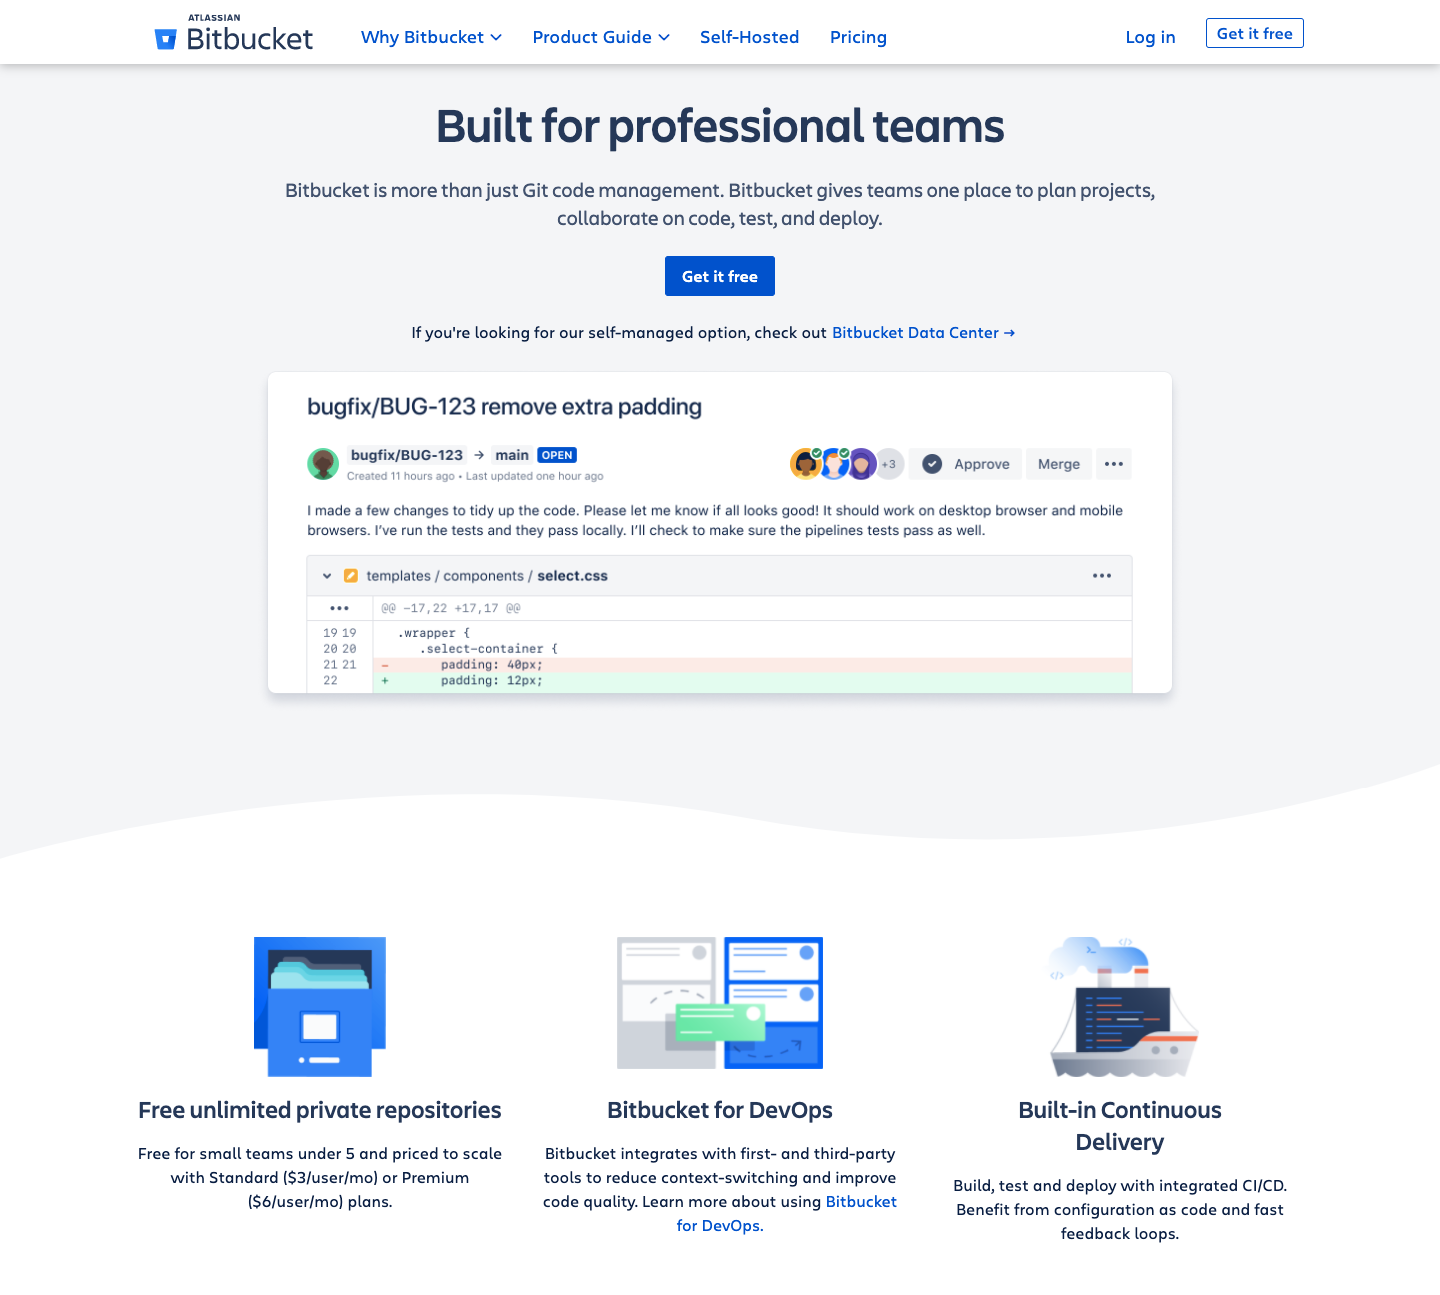 ATLASSIAN
Bitbucket
Why Bitbucket
Product Guide
Self-Hosted
Pricing
Log in
Get it free
Built for professional teams
Bitbucket is more than just Git code management. Bitbucket gives teams one place to plan projects,
collaborate on code, test, and deploy.
Get it free
If you're looking for our self-managed option, check out Bitbucket Data Center →
bugfix/BUG-123 remove extra padding
bugfix/BUG-123 → main OPEN
Created 11 hours ago • Last updated one hour ago
+3
Approve
Merge
I made a few changes to tidy up the code. Please let me know if all looks good! It should work on desktop browser and mobile
browsers. I've run the tests and they pass locally. I'll check to make sure the pipelines tests pass as well.
templates / components / select.css
@@ -17,22 +17,17 @@
19 19 .wrapper {
20 20 .select-container {
21 21 - padding: 40px;
22 + padding: 12px;
Free unlimited private repositories
Free for small teams under 5 and priced to scale
with Standard ($3/user/mo) or Premium
($6/user/mo) plans.
Bitbucket for DevOps
Bitbucket integrates with first- and third-party
tools to reduce context-switching and improve
code quality. Learn more about using Bitbucket
for DevOps.
Built-in Continuous
Delivery
Build, test and deploy with integrated CI/CD.
Benefit from configuration as code and fast
feedback loops.